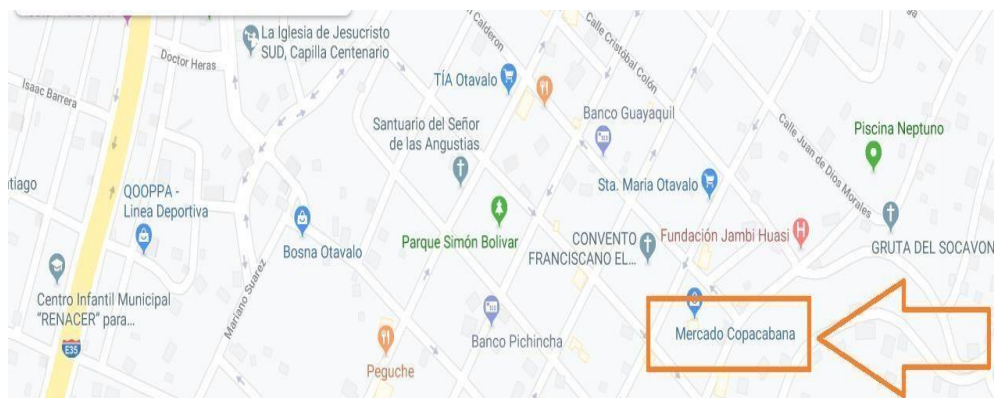 La Iglesia de Jesucristo
SUD, Capilla Centenario
Doctor Heras
Isaac Barrera
Calderon
Calle Cristóbal Colón
TÍA Otavalo
Banco Guayaquil
Santuario del Señor
de las Angustias
Calle Juan de Dios Morales
Piscina Neptuno
QOOPPA -
Linea Deportiva
Sta. Maria Otavalo
Bosna Otavalo
Parque Simón Bolivar
CONVENTO
FRANCISCANO EL...
Fundación Jambi Huasi
H
GRUTA DEL SOCAVON
Mariano Suarez
Centro Infantil Municipal
"RENACER" para...
E35
Banco Pichincha
Mercado Copacabana
Peguche